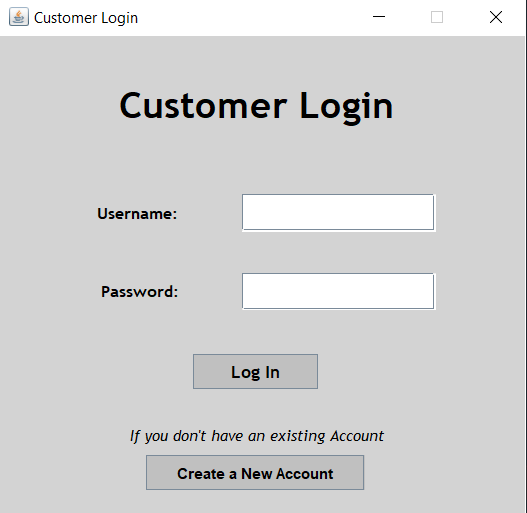 Customer Login
Customer Login
Username:
Password:
Log In
If you don't have an existing Account
Create a New Account